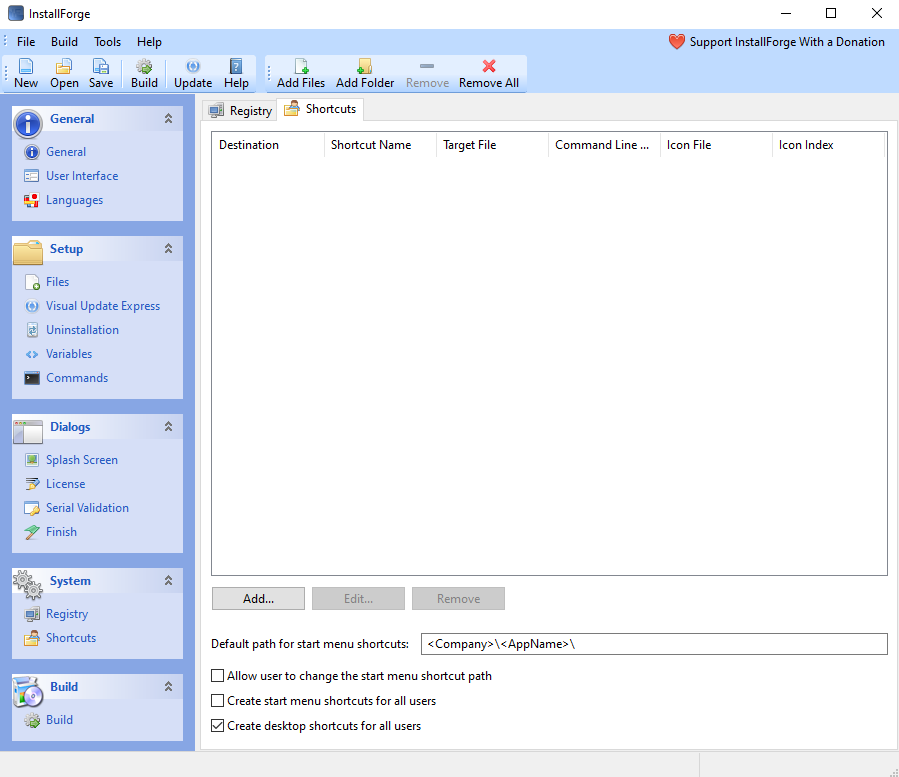 InstallForge
File Build Tools Help Support InstallForge With a Donation
New Open Save Build Update Help Add Files Add Folder Remove Remove All
General
General
User Interface
Languages
Setup
Files
Visual Update Express
Uninstallation
Variables
Commands
Dialogs
Splash Screen
License
Serial Validation
Finish
System
Registry
Shortcuts
Build
Build
Registry Shortcuts
Destination Shortcut Name Target File Command Line ... Icon File Icon Index
Add... Edit... Remove
Default path for start menu shortcuts: <Company>\<AppName>\
Allow user to change the start menu shortcut path
Create start menu shortcuts for all users
Create desktop shortcuts for all users